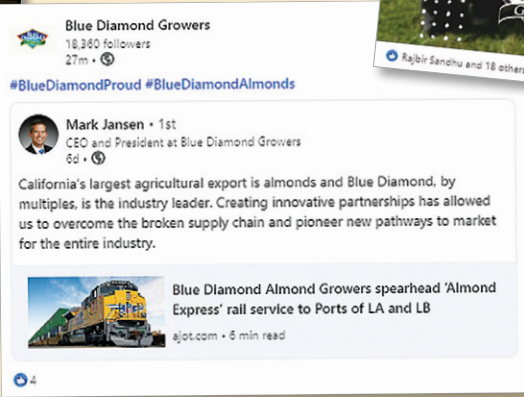 Blue Diamond Growers
18,360 followers
27m •
#BlueDiamondProud #BlueDiamondAlmonds
Mark Jansen • 1st
CEO and President at Blue Diamond Growers
6d •
California's largest agricultural export is almonds and Blue Diamond, by
multiples, is the industry leader. Creating innovative partnerships has allowed
us to overcome the broken supply chain and pioneer new pathways to market
for the entire industry.
Blue Diamond Almond Growers spearhead 'Almond
Express' rail service to Ports of LA and LB
ajot.com • 6 min read
4
Rajbir Sandhu and 18 others